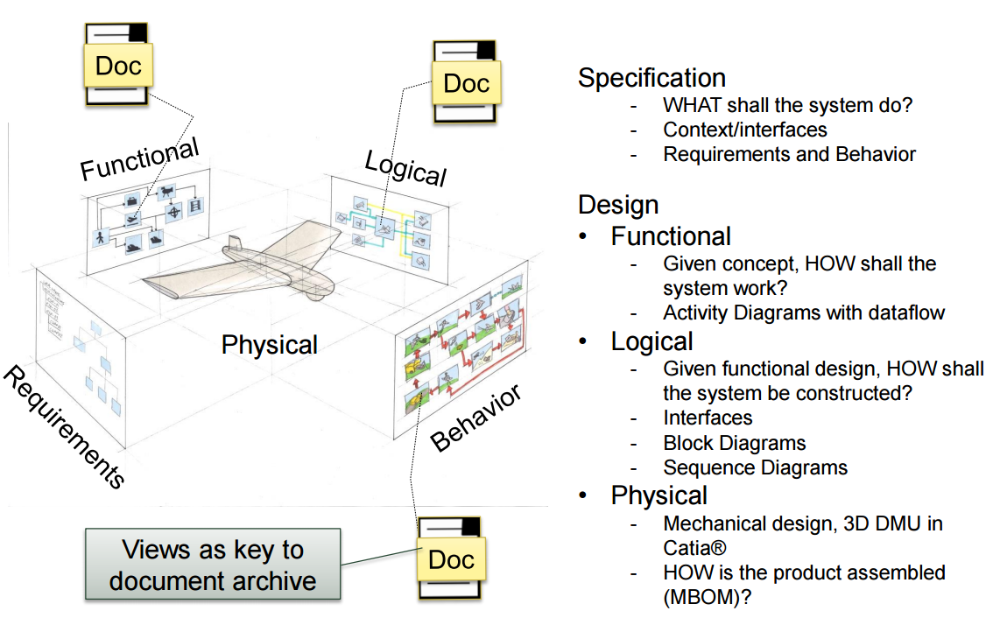 Doc
Doc
Functional
Logical
Physical
Requirements
Behavior
Views as key to
document archive
Doc
Specification
- WHAT shall the system do?
- Context/interfaces
- Requirements and Behavior
Design
• Functional
- Given concept, HOW shall the
system work?
- Activity Diagrams with dataflow
• Logical
- Given functional design, HOW shall
the system be constructed?
- Interfaces
- Block Diagrams
- Sequence Diagrams
• Physical
- Mechanical design, 3D DMU in
Catia®
- HOW is the product assembled
(MBOM)?